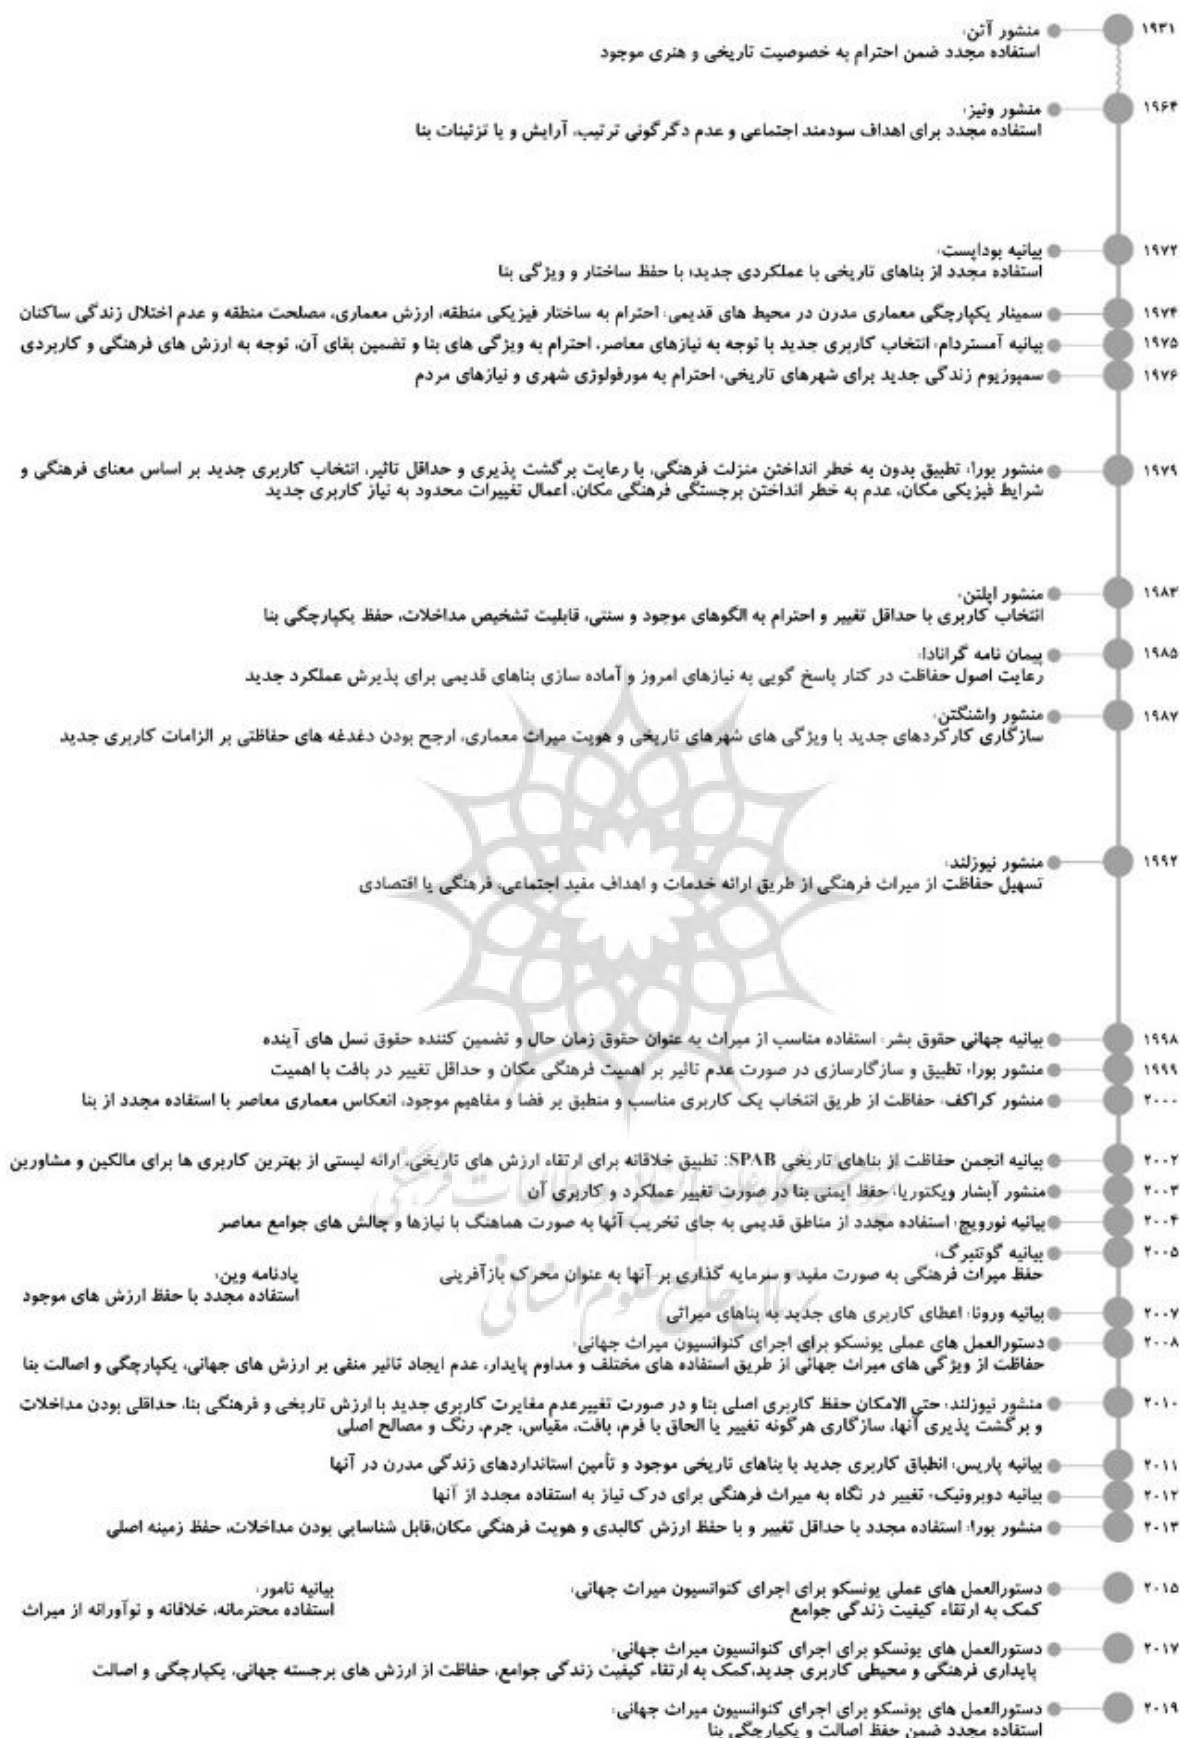 ۱۹۳۱
منشور آتن:
استفاده مجدد ضمن احترام به خصوصیت تاریخی و هنری موجود
۱۹۶۴
منشور ونیز:
استفاده مجدد برای اهداف سودمند اجتماعی و عدم دگرگونی ترتیب، آرایش و یا تزئینات بنا
۱۹۷۲
بیانیه بوداپست:
استفاده مجدد از بناهای تاریخی با عملکردی جدید؛ با حفظ ساختار و ویژگی بنا
۱۹۷۴
سمینار یکپارچگی معماری مدرن در محیط های قدیمی: احترام به ساختار فیزیکی منطقه، ارزش معماری، مصلحت منطقه و عدم اختلال زندگی ساکنان
۱۹۷۵
بیانیه آمستردام: انتخاب کاربری جدید با توجه به نیازهای معاصر، احترام به ویژگی های بنا و تضمین بقای آن، توجه به ارزش های فرهنگی و کاربردی
۱۹۷۶
سمپوزیوم زندگی جدید برای شهرهای تاریخی: احترام به مورفولوژی شهری و نیازهای مردم
۱۹۷۹
منشور بورا: تطبیق بدون به خطر انداختن منزلت فرهنگی، با رعایت برگشت پذیری و حداقل تاثیر، انتخاب کاربری جدید بر اساس معنای فرهنگی و
شرایط فیزیکی مکان، عدم به خطر انداختن برجستگی فرهنگی مکان، اعمال تغییرات محدود به نیاز کاربری جدید
۱۹۸۳
منشور اپلتن:
انتخاب کاربری با حداقل تغییر و احترام به الگوهای موجود و سنتی، قابلیت تشخیص مداخلات، حفظ یکپارچگی بنا
۱۹۸۵
پیمان نامه گرانادا:
رعایت اصول حفاظت در کنار پاسخ گویی به نیازهای امروز و آماده سازی بناهای قدیمی برای پذیرش عملکرد جدید
۱۹۸۷
منشور واشنگتن:
سازگاری کارکردهای جدید با ویژگی های شهرهای تاریخی و هویت میراث معماری، ارجح بودن دغدغه های حفاظتی بر الزامات کاربری جدید
۱۹۹۲
منشور نیوزلند:
تسهیل حفاظت از میراث فرهنگی از طریق ارائه خدمات و اهداف مفید اجتماعی، فرهنگی یا اقتصادی
۱۹۹۸
بیانیه جهانی حقوق بشر: استفاده مناسب از میراث به عنوان حقوق زمان حال و تضمین کننده حقوق نسل های آینده
۱۹۹۹
منشور بورا: تطبیق و سازگارسازی در صورت عدم تاثیر بر اهمیت فرهنگی مکان و حداقل تغییر در بافت با اهمیت
۲۰۰۰
منشور کراکف: حفاظت از طریق انتخاب یک کاربری مناسب و منطبق بر فضا و مفاهیم موجود، انعکاس معماری معاصر با استفاده مجدد از بنا
۲۰۰۲
بیانیه انجمن حفاظت از بناهای تاریخی SPAB: تطبیق خلاقانه برای ارتقاء ارزش های تاریخی، ارائه لیستی از بهترین کاربری ها برای مالکین و مشاورین
۲۰۰۳
منشور آبشار ویکتوریا: حفظ ایمنی بنا در صورت تغییر عملکرد و کاربری آن
۲۰۰۴
بیانیه نورویچ: استفاده مجدد از مناطق قدیمی به جای تخریب آنها به صورت هماهنگ با نیازها و چالش های جوامع معاصر
۲۰۰۵
بیانیه گوتنبرگ:
حفظ میراث فرهنگی به صورت مفید و سرمایه گذاری بر آنها به عنوان محرک بازآفرینی
یادنامه وین:
استفاده مجدد با حفظ ارزش های موجود
۲۰۰۷
بیانیه ورونا: اعطای کاربری های جدید به بناهای میراثی
۲۰۰۸
دستورالعمل های عملی یونسکو برای اجرای کنوانسیون میراث جهانی:
حفاظت از ویژگی های میراث جهانی از طریق استفاده های مختلف و مداوم پایدار، عدم ایجاد تاثیر منفی بر ارزش های جهانی، یکپارچگی و اصالت بنا
۲۰۱۰
منشور نیوزلند: حتی الامکان حفظ کاربری اصلی بنا و در صورت تغییرعدم مغایرت کاربری جدید با ارزش تاریخی و فرهنگی بنا، حداقلی بودن مداخلات
و برگشت پذیری آنها، سازگاری هرگونه تغییر یا الحاق با فرم، بافت، مقیاس، جرم، رنگ و مصالح اصلی
۲۰۱۱
بیانیه پاریس: انطباق کاربری جدید با بناهای تاریخی موجود و تأمین استانداردهای زندگی مدرن در آنها
۲۰۱۲
بیانیه دوبرونیک: تغییر در نگاه به میراث فرهنگی برای درک نیاز به استفاده مجدد از آنها
۲۰۱۳
منشور بورا: استفاده مجدد با حداقل تغییر و با حفظ ارزش کالبدی و هویت فرهنگی مکان،قابل شناسایی بودن مداخلات، حفظ زمینه اصلی
۲۰۱۵
دستورالعمل های عملی یونسکو برای اجرای کنوانسیون میراث جهانی:
کمک به ارتقاء کیفیت زندگی جوامع
بیانیه نامور:
استفاده محترمانه، خلاقانه و نوآورانه از میراث
۲۰۱۷
دستورالعمل های یونسکو برای اجرای کنوانسیون میراث جهانی:
پایداری فرهنگی و محیطی کاربری جدید،کمک به ارتقاء کیفیت زندگی جوامع، حفاظت از ارزش های برجسته جهانی، یکپارچگی و اصالت
۲۰۱۹
دستورالعمل های یونسکو برای اجرای کنوانسیون میراث جهانی:
استفاده مجدد ضمن حفظ اصالت و یکپارچگی بنا
پژوهشگاه علوم انسانی و مطالعات فرهنگی
پرتال جامع علوم انسانی